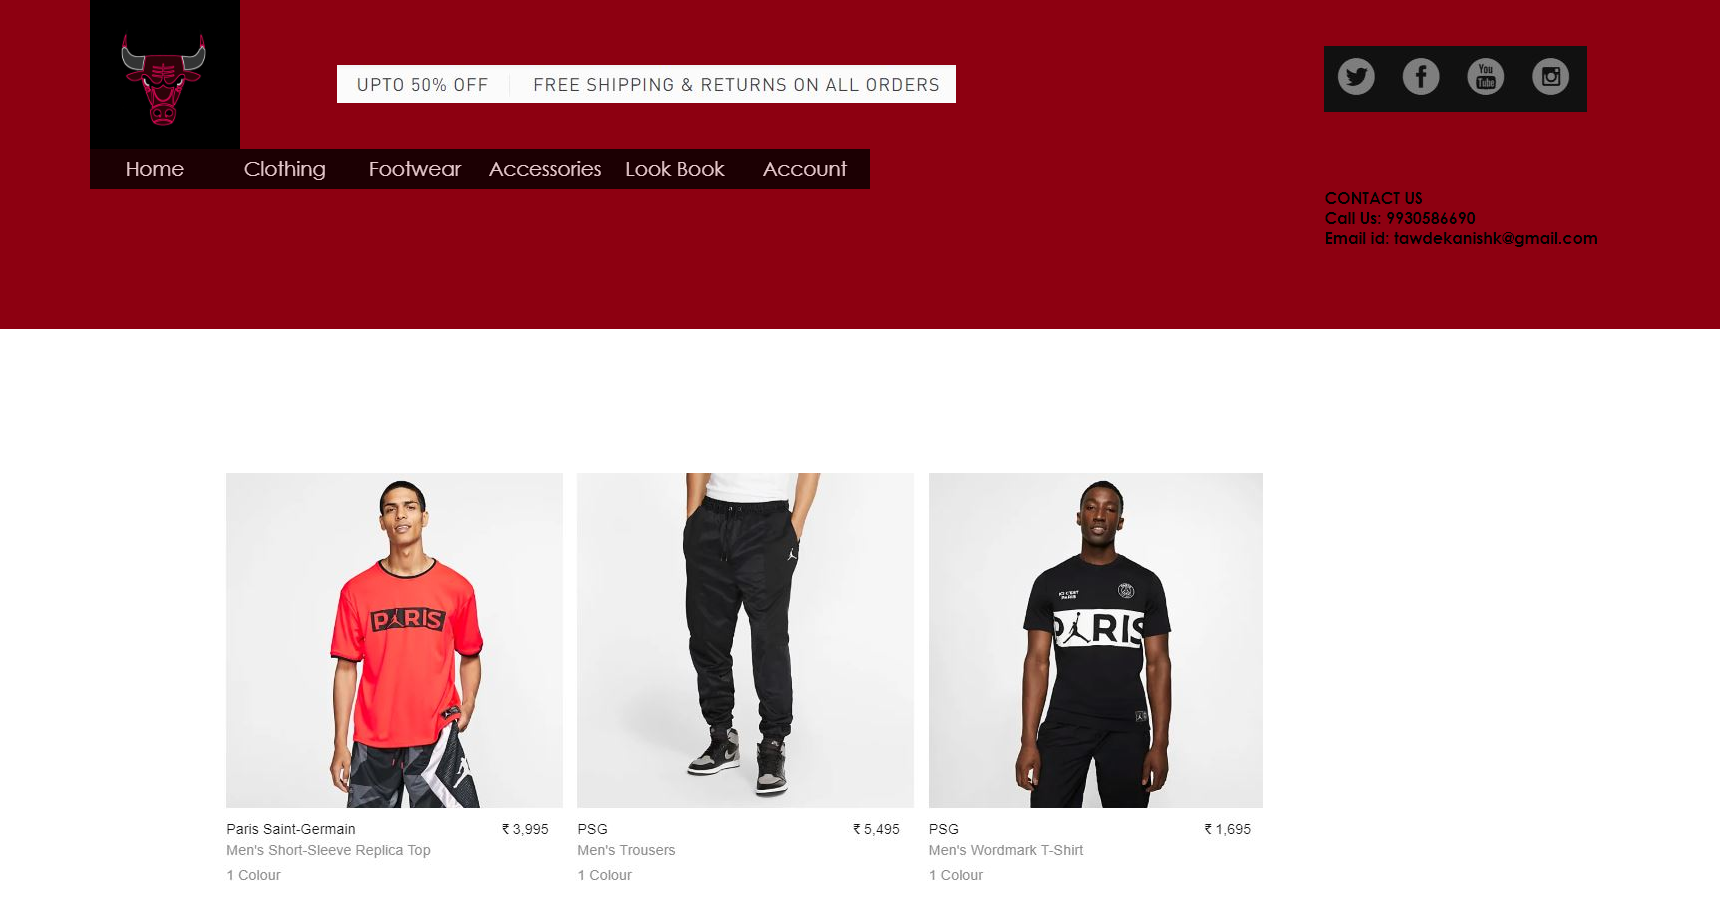 UPTO 50% OFF FREE SHIPPING & RETURNS ON ALL ORDERS
You
Tube
Home Clothing Footwear Accessories Look Book Account
CONTACT US
Call Us: 9930586690
Email id: tawdekanishk@gmail.com
PARIS
ICI C'EST
PARIS
PARIS
Paris Saint-Germain ₹ 3,995
Men's Short-Sleeve Replica Top
1 Colour
PSG ₹ 5,495
Men's Trousers
1 Colour
PSG ₹ 1,695
Men's Wordmark T-Shirt
1 Colour